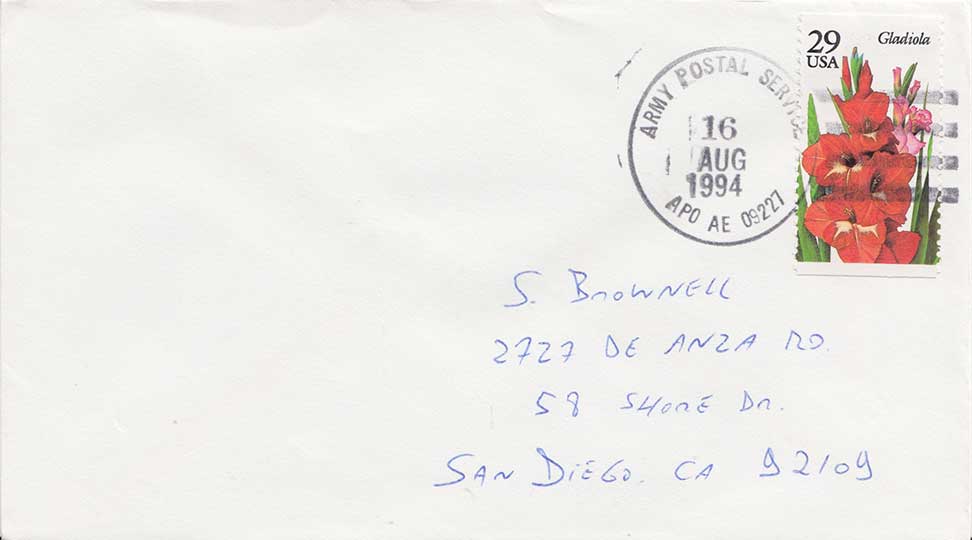 29
USA
Gladiola
ARMY POSTAL SERVICE
16
AUG
1994
APO AE 09227
S. BROWNELL
2727 DE ANZA RD.
58 SHORE DR.
SAN DIEGO, CA 92109